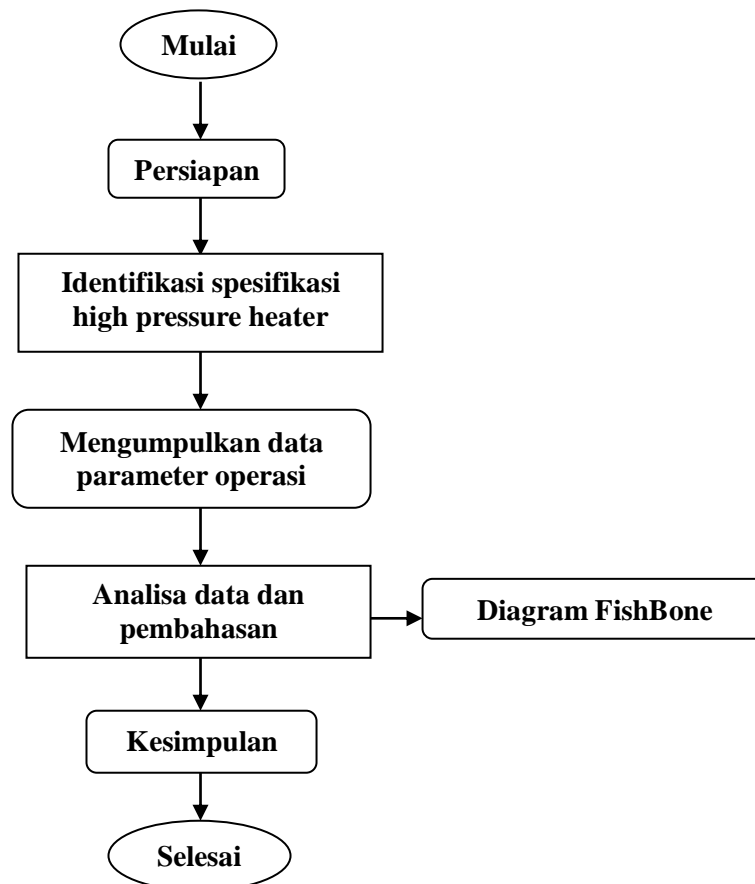 Mulai
Persiapan
Identifikasi spesifikasi
high pressure heater
Mengumpulkan data
parameter operasi
Analisa data dan
pembahasan
Diagram FishBone
Kesimpulan
Selesai